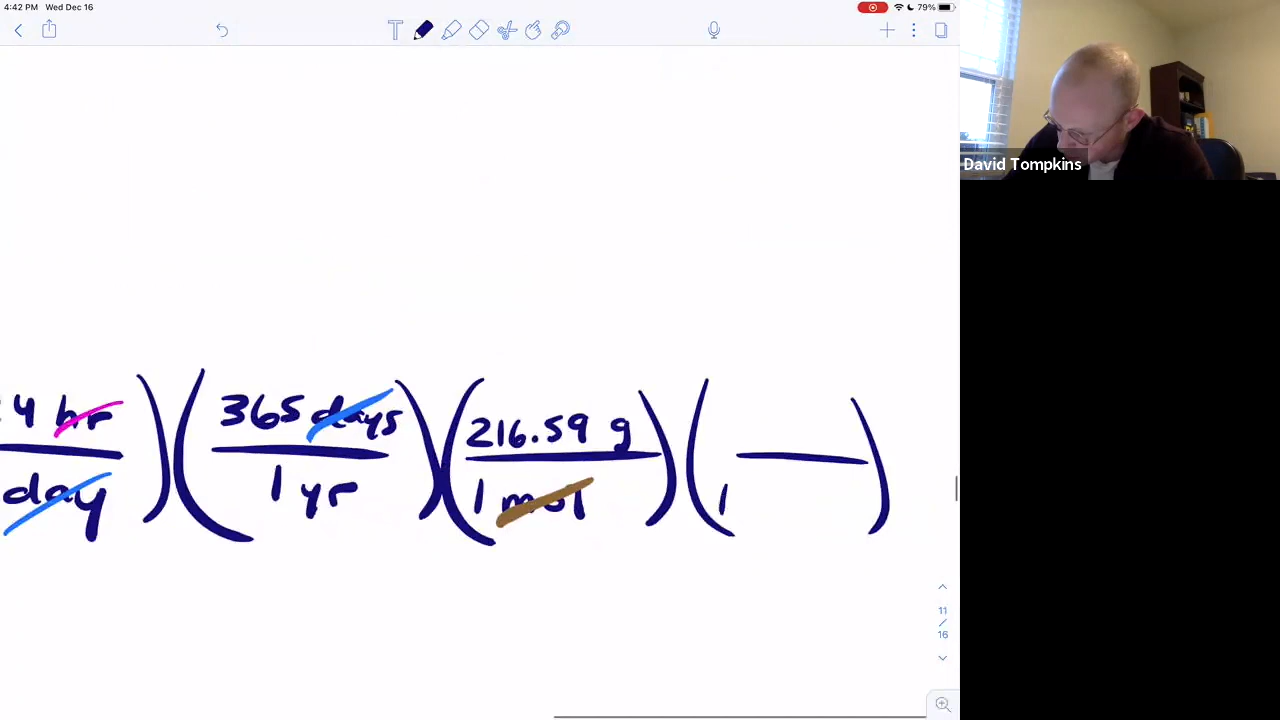 4:42 PM Wed Dec 16
79%
David Tompkins
4 hr
day
365 days
1 yr
216.59 g
1 mol
1
11
/
16